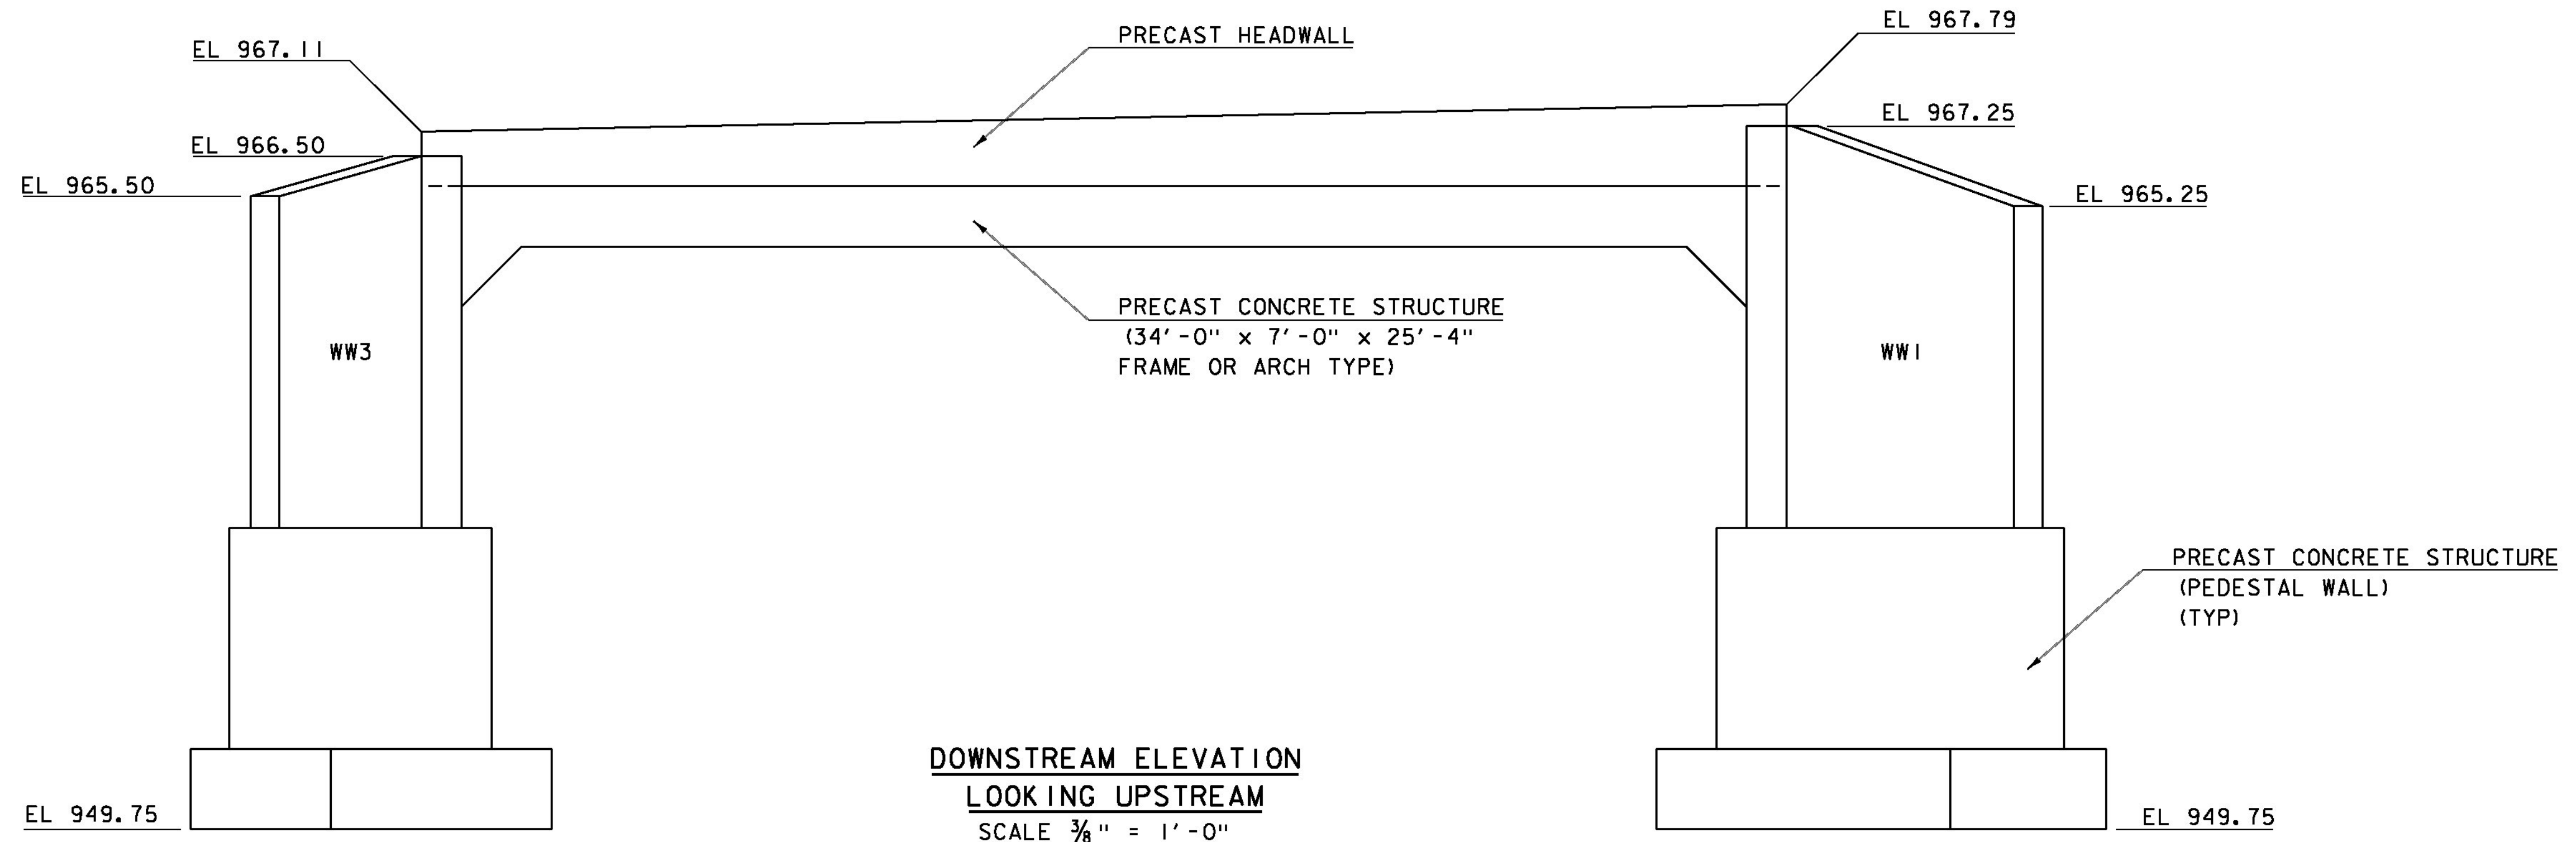 EL 967.79
PRECAST HEADWALL
EL 967.11
EL 967.25
EL 966.50
EL 965.50
EL 965.25
PRECAST CONCRETE STRUCTURE
(34'-0" x 7'-0" x 25'-4"
FRAME OR ARCH TYPE)
WW3
WW1
PRECAST CONCRETE STRUCTURE
(PEDESTAL WALL)
(TYP)
DOWNSTREAM ELEVATION
LOOKING UPSTREAM
SCALE ⅜" = 1'-0"
EL 949.75
EL 949.75